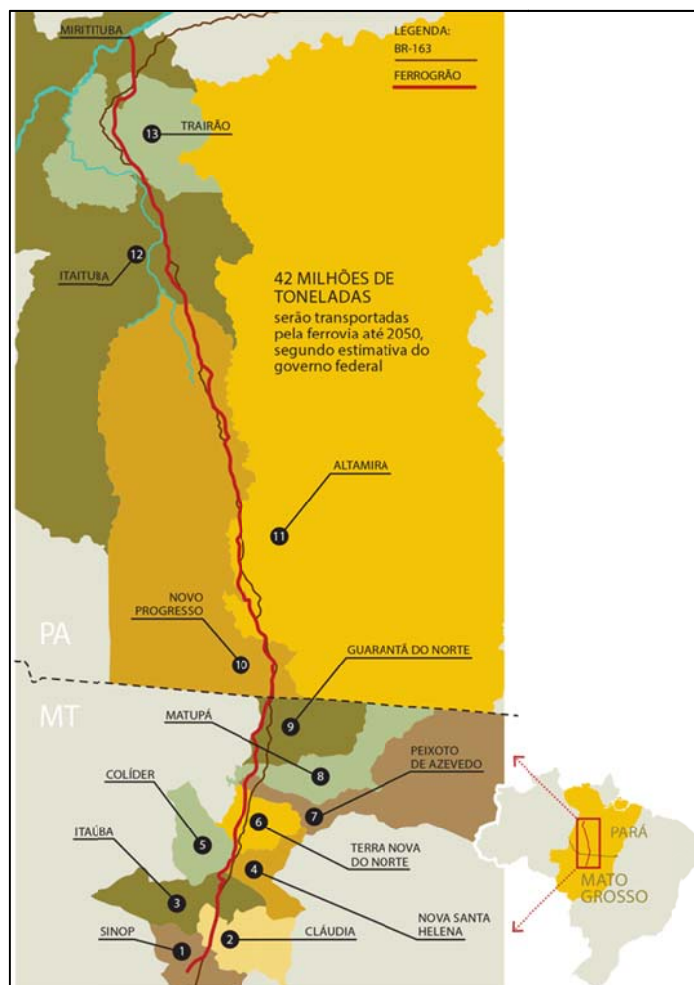 MIRITITUBA
LEGENDA:
BR-163
FERROGRÃO
13
TRAIRÃO
12
ITAITUBA
42 MILHÕES DE
TONELADAS
serão transportadas
pela ferrovia até 2050,
segundo estimativa do
governo federal
ALTAMIRA
11
NOVO
PROGRESSO
10
PA
GUARANTÃ DO NORTE
MT
9
MATUPÁ
8
PEIXOTO
DE AZEVEDO
7
COLÍDER
5
6
TERRA NOVA
DO NORTE
ITAÚBA
3
4
NOVA SANTA
HELENA
SINOP
1
2
CLÁUDIA
PARÁ
MATO
GROSSO